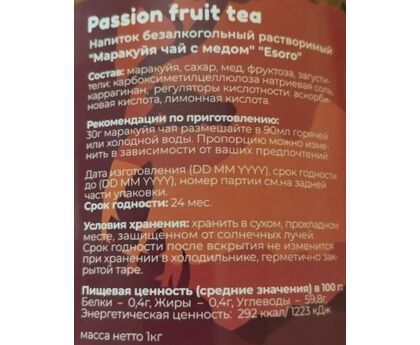 Passion fruit tea
Напиток безалкогольный растворимый
"Маракуйя чай с медом" "Esoro"
Состав: маракуйя, сахар, мед, фруктоза, загусти-
тели: карбоксиметилцеллюлоза натриевая соль,
каррагинан, регуляторы кислотности: аскорби-
новая кислота, лимонная кислота.
Рекомендации по приготовлению:
30г маракуйя чая размешайте в 90мл горячей
или холодной воды. Пропорцию можно изме-
нить в зависимости от ваших предпочтений.
Дата изготовления (DD MM YYYY), срок годности
до (DD MM YYYY), номер партии см.на задней
части упаковки.
Срок годности: 24 мес.
Условия хранения: хранить в сухом, прохладном
месте, защищенном от солнечных лучей.
Срок годности после вскрытия не изменится
при хранении в холодильнике, герметично зак-
рытой таре.
Пищевая ценность (средние значения) в 100 г:
Белки – 0,4г, Жиры – 0,4г, Углеводы – 59,8г,
Энергетическая ценность: 292 ккал/ 1223 кДж
масса нетто 1кг